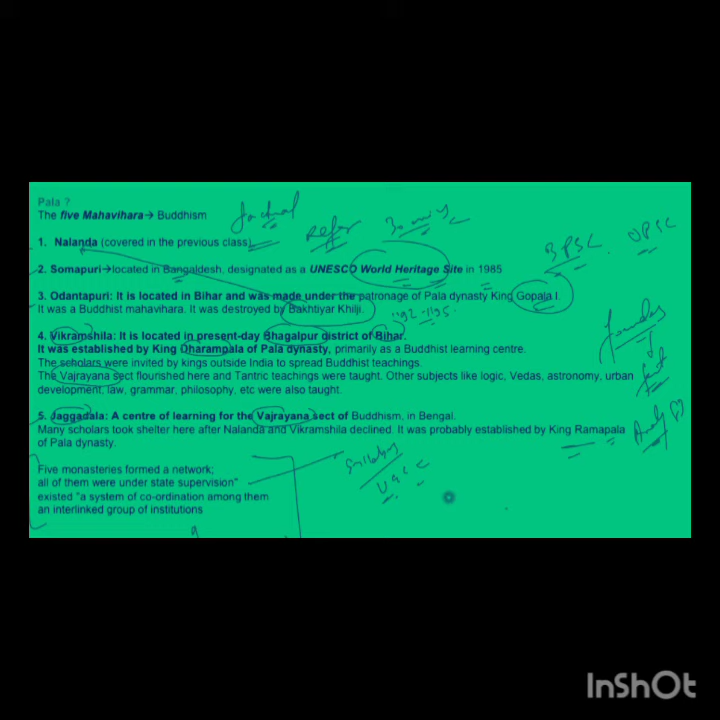 Pala ?
The five Mahavihara→ Buddhism
1. Nalanda (covered in the previous class)
2. Somapuri→located in Bangaldesh, designated as a UNESCO World Heritage Site in 1985
3. Odantapuri: It is located in Bihar and was made under the patronage of Pala dynasty King Gopala I.
It was a Buddhist mahavihara. It was destroyed by Bakhtiyar Khilji.
4. Vikramshila: It is located in present-day Bhagalpur district of Bihar.
It was established by King Dharampala of Pala dynasty, primarily as a Buddhist learning centre.
The scholars were invited by kings outside India to spread Buddhist teachings.
The Vajrayana sect flourished here and Tantric teachings were taught. Other subjects like logic, Vedas, astronomy, urban
development, law, grammar, philosophy, etc were also taught.
5. Jaggadala: A centre of learning for the Vajrayana sect of Buddhism, in Bengal.
Many scholars took shelter here after Nalanda and Vikramshila declined. It was probably established by King Ramapala
of Pala dynasty.
Five monasteries formed a network;
all of them were under state supervision"
existed "a system of co-ordination among them
an interlinked group of institutions
factual
Refer
BPSC
OPSC
syllabus
InShOt